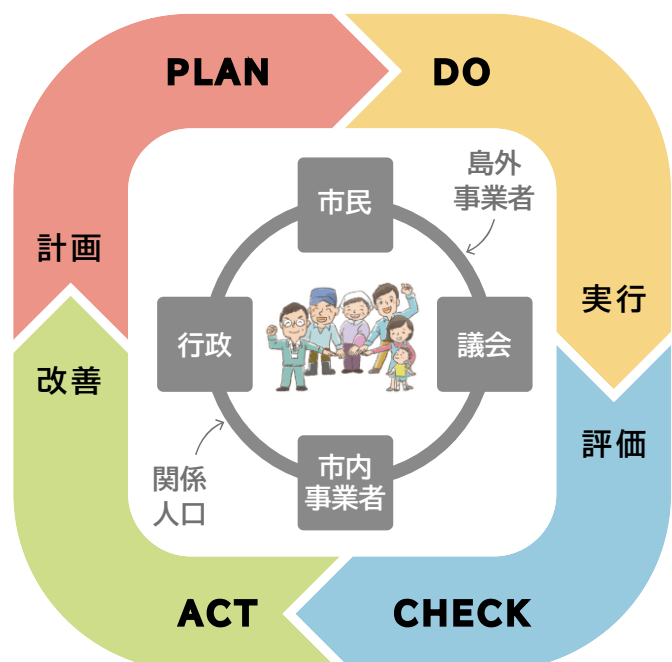 PLAN
DO
計画
実行
評価
CHECK
ACT
改善
市民
島外
事業者
議会
市内
事業者
関係
人口
行政